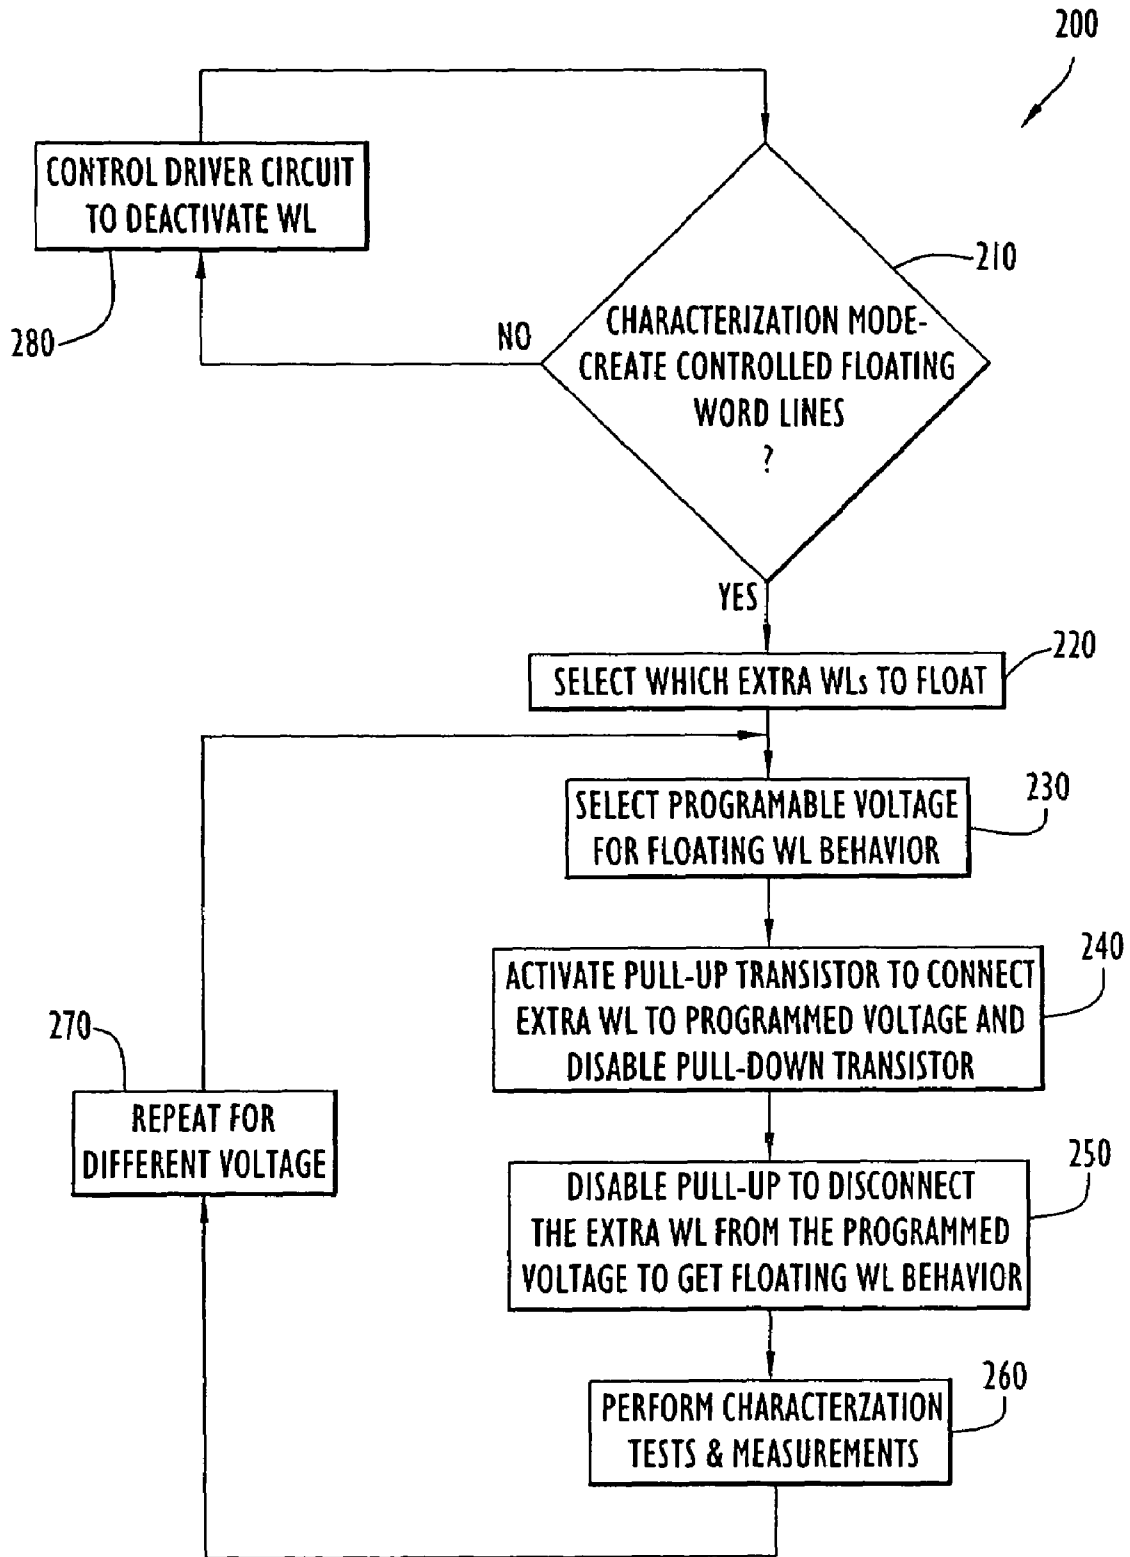 200
CONTROL DRIVER CIRCUIT
TO DEACTIVATE WL
280
210
CHARACTERIZATION MODE-
CREATE CONTROLLED FLOATING
WORD LINES
?
NO
YES
220
SELECT WHICH EXTRA WLs TO FLOAT
230
SELECT PROGRAMABLE VOLTAGE
FOR FLOATING WL BEHAVIOR
240
ACTIVATE PULL-UP TRANSISTOR TO CONNECT
EXTRA WL TO PROGRAMMED VOLTAGE AND
DISABLE PULL-DOWN TRANSISTOR
250
DISABLE PULL-UP TO DISCONNECT
THE EXTRA WL FROM THE PROGRAMMED
VOLTAGE TO GET FLOATING WL BEHAVIOR
260
PERFORM CHARACTERZATION
TESTS & MEASUREMENTS
270
REPEAT FOR
DIFFERENT VOLTAGE